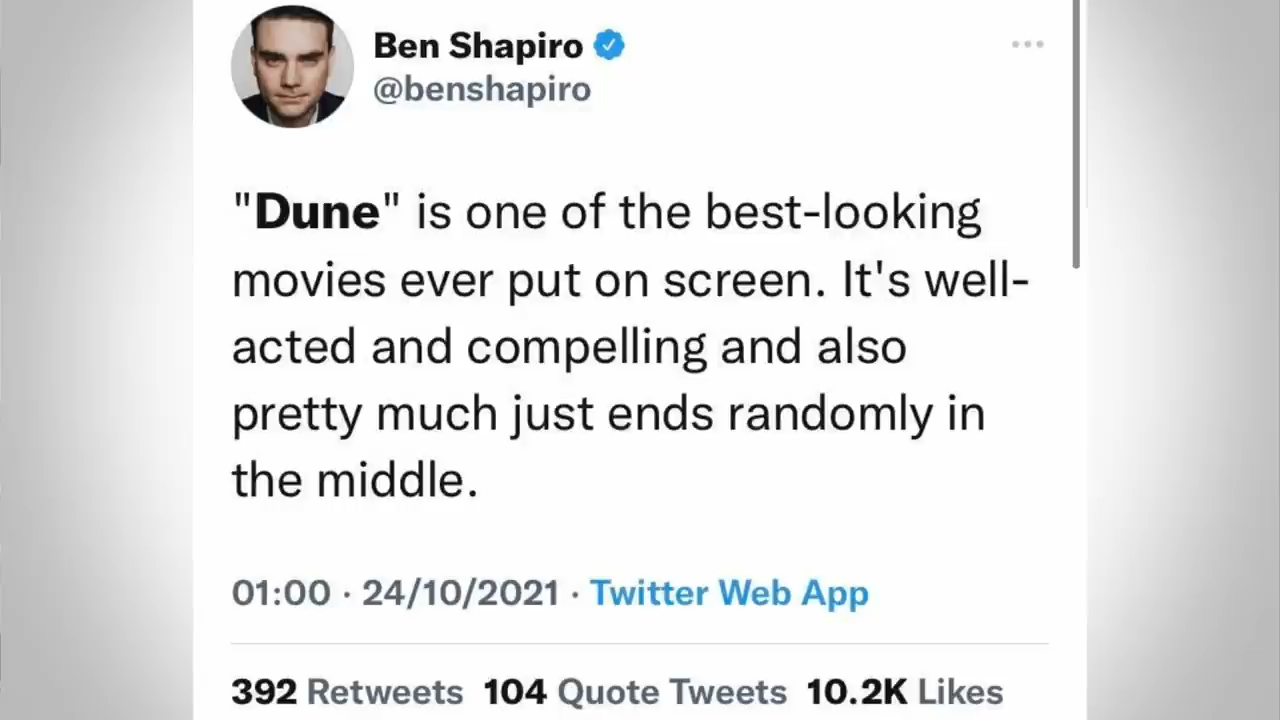 Ben Shapiro
@benshapiro
"Dune" is one of the best-looking
movies ever put on screen. It's well-
acted and compelling and also
pretty much just ends randomly in
the middle.
01:00 · 24/10/2021 · Twitter Web App
392 Retweets 104 Quote Tweets 10.2K Likes